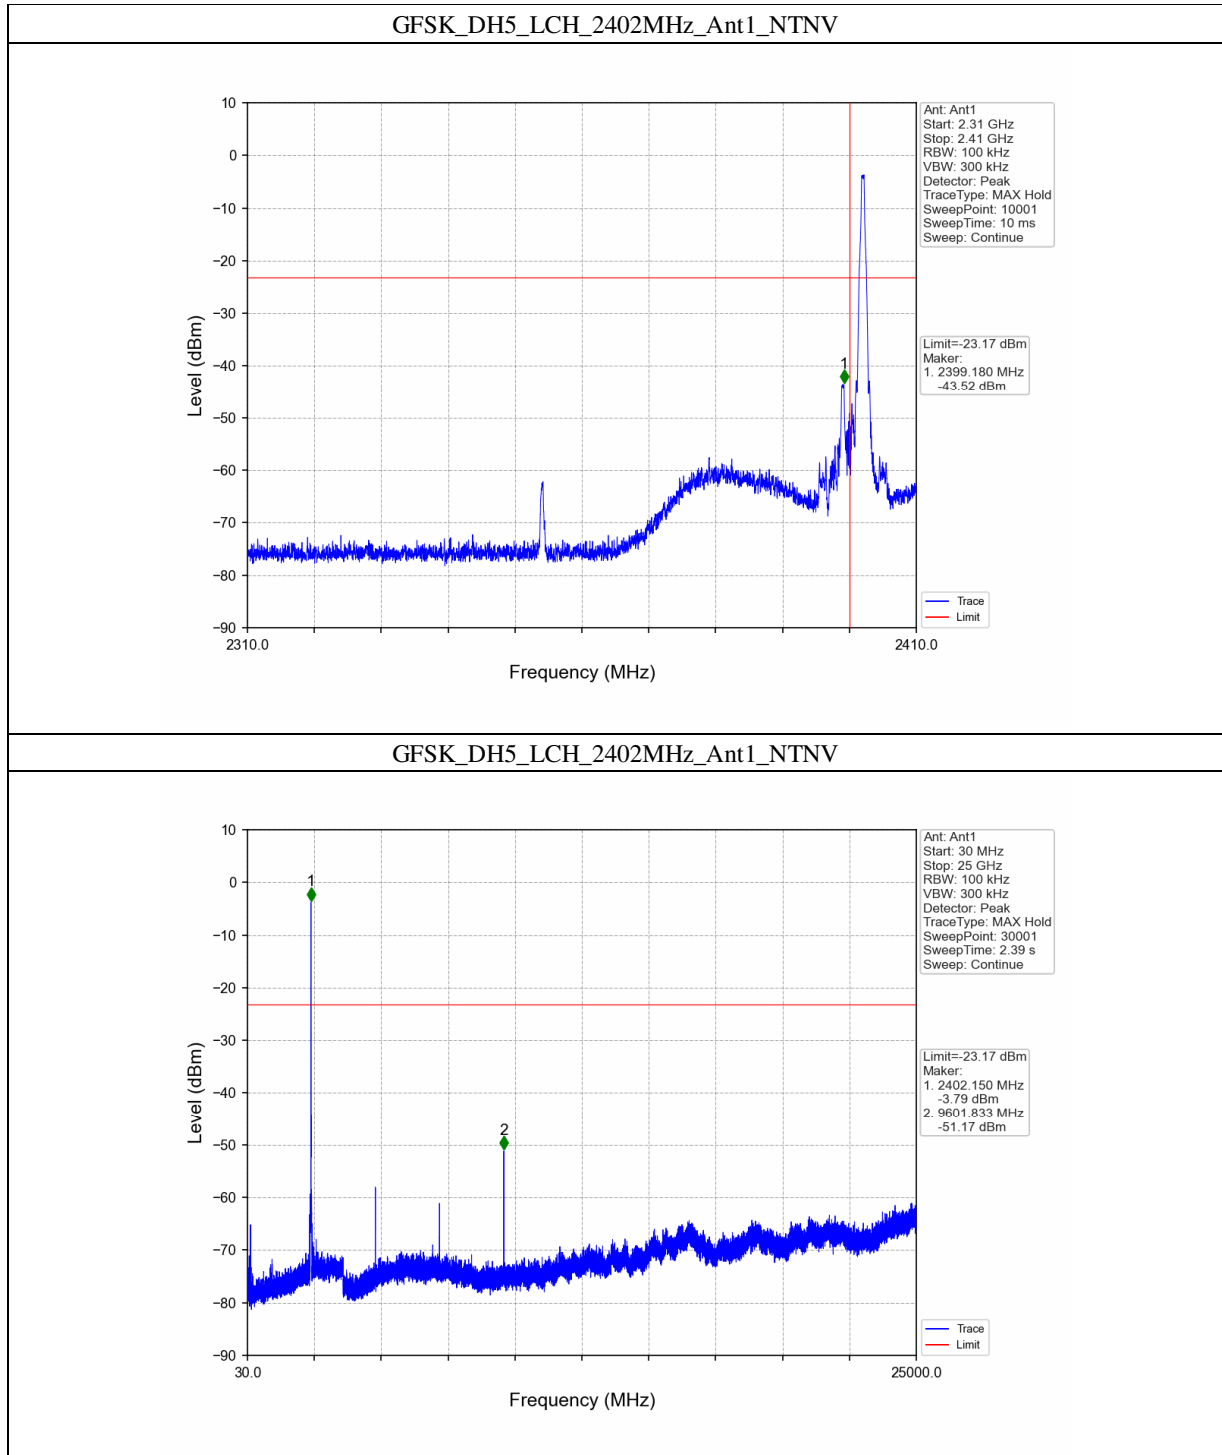 GFSK_DH5_LCH_2402MHz_Ant1_NTNV
10
0
−10
−20
−30
−40
−50
−60
−70
−80
−90
Level (dBm)
2310.0
2410.0
Frequency (MHz)
1
Ant: Ant1
Start: 2.31 GHz
Stop: 2.41 GHz
RBW: 100 kHz
VBW: 300 kHz
Detector: Peak
TraceType: MAX Hold
SweepPoint: 10001
SweepTime: 10 ms
Sweep: Continue
Limit=-23.17 dBm
Maker:
1. 2399.180 MHz
-43.52 dBm
Trace
Limit
GFSK_DH5_LCH_2402MHz_Ant1_NTNV
10
0
−10
−20
−30
−40
−50
−60
−70
−80
−90
Level (dBm)
30.0
25000.0
Frequency (MHz)
1
2
Ant: Ant1
Start: 30 MHz
Stop: 25 GHz
RBW: 100 kHz
VBW: 300 kHz
Detector: Peak
TraceType: MAX Hold
SweepPoint: 30001
SweepTime: 2.39 s
Sweep: Continue
Limit=-23.17 dBm
Maker:
1. 2402.150 MHz
-3.79 dBm
2. 9601.833 MHz
-51.17 dBm
Trace
Limit